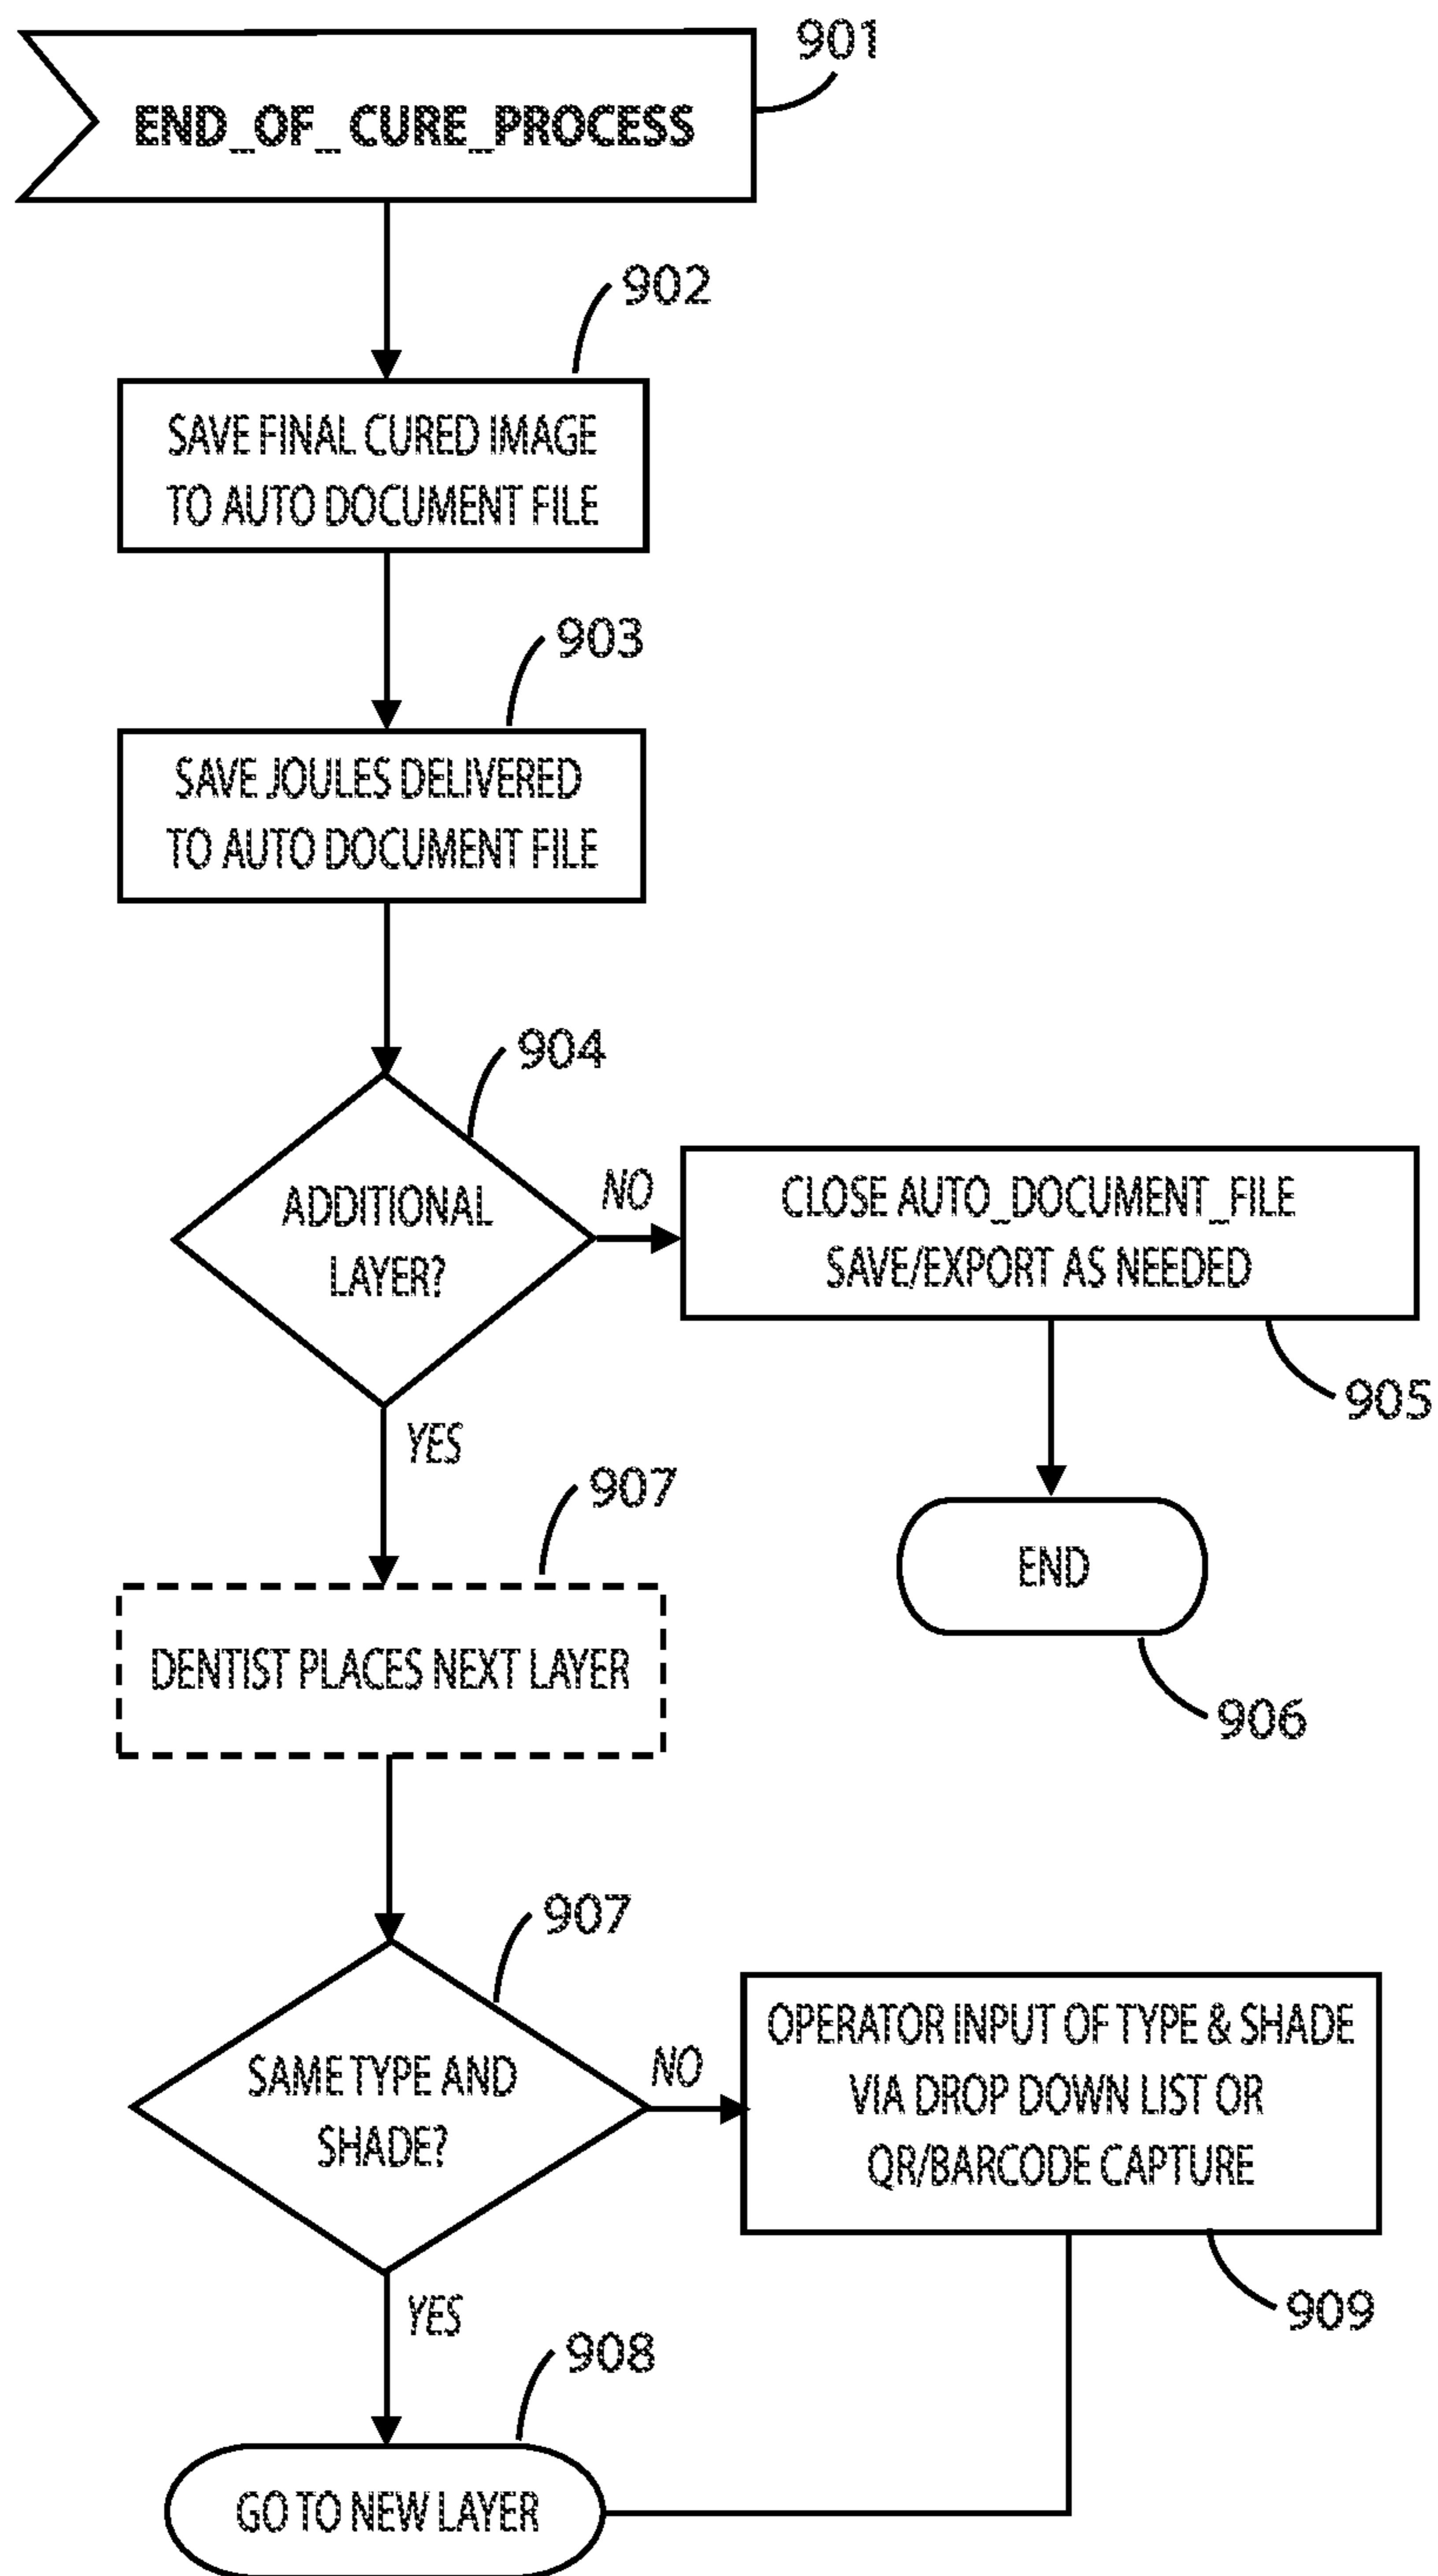 901
END_OF_ CURE_PROCESS
902
SAVE FINAL CURED IMAGE
TO AUTO DOCUMENT FILE
903
SAVE JOULES DELIVERED
TO AUTO DOCUMENT FILE
904
ADDITIONAL
LAYER?
NO
CLOSE AUTO_DOCUMENT_FILE
SAVE/EXPORT AS NEEDED
905
YES
907
END
DENTIST PLACES NEXT LAYER
906
907
SAME TYPE AND
SHADE?
NO
OPERATOR INPUT OF TYPE & SHADE
VIA DROP DOWN LIST OR
QR/BARCODE CAPTURE
909
YES
908
GO TO NEW LAYER